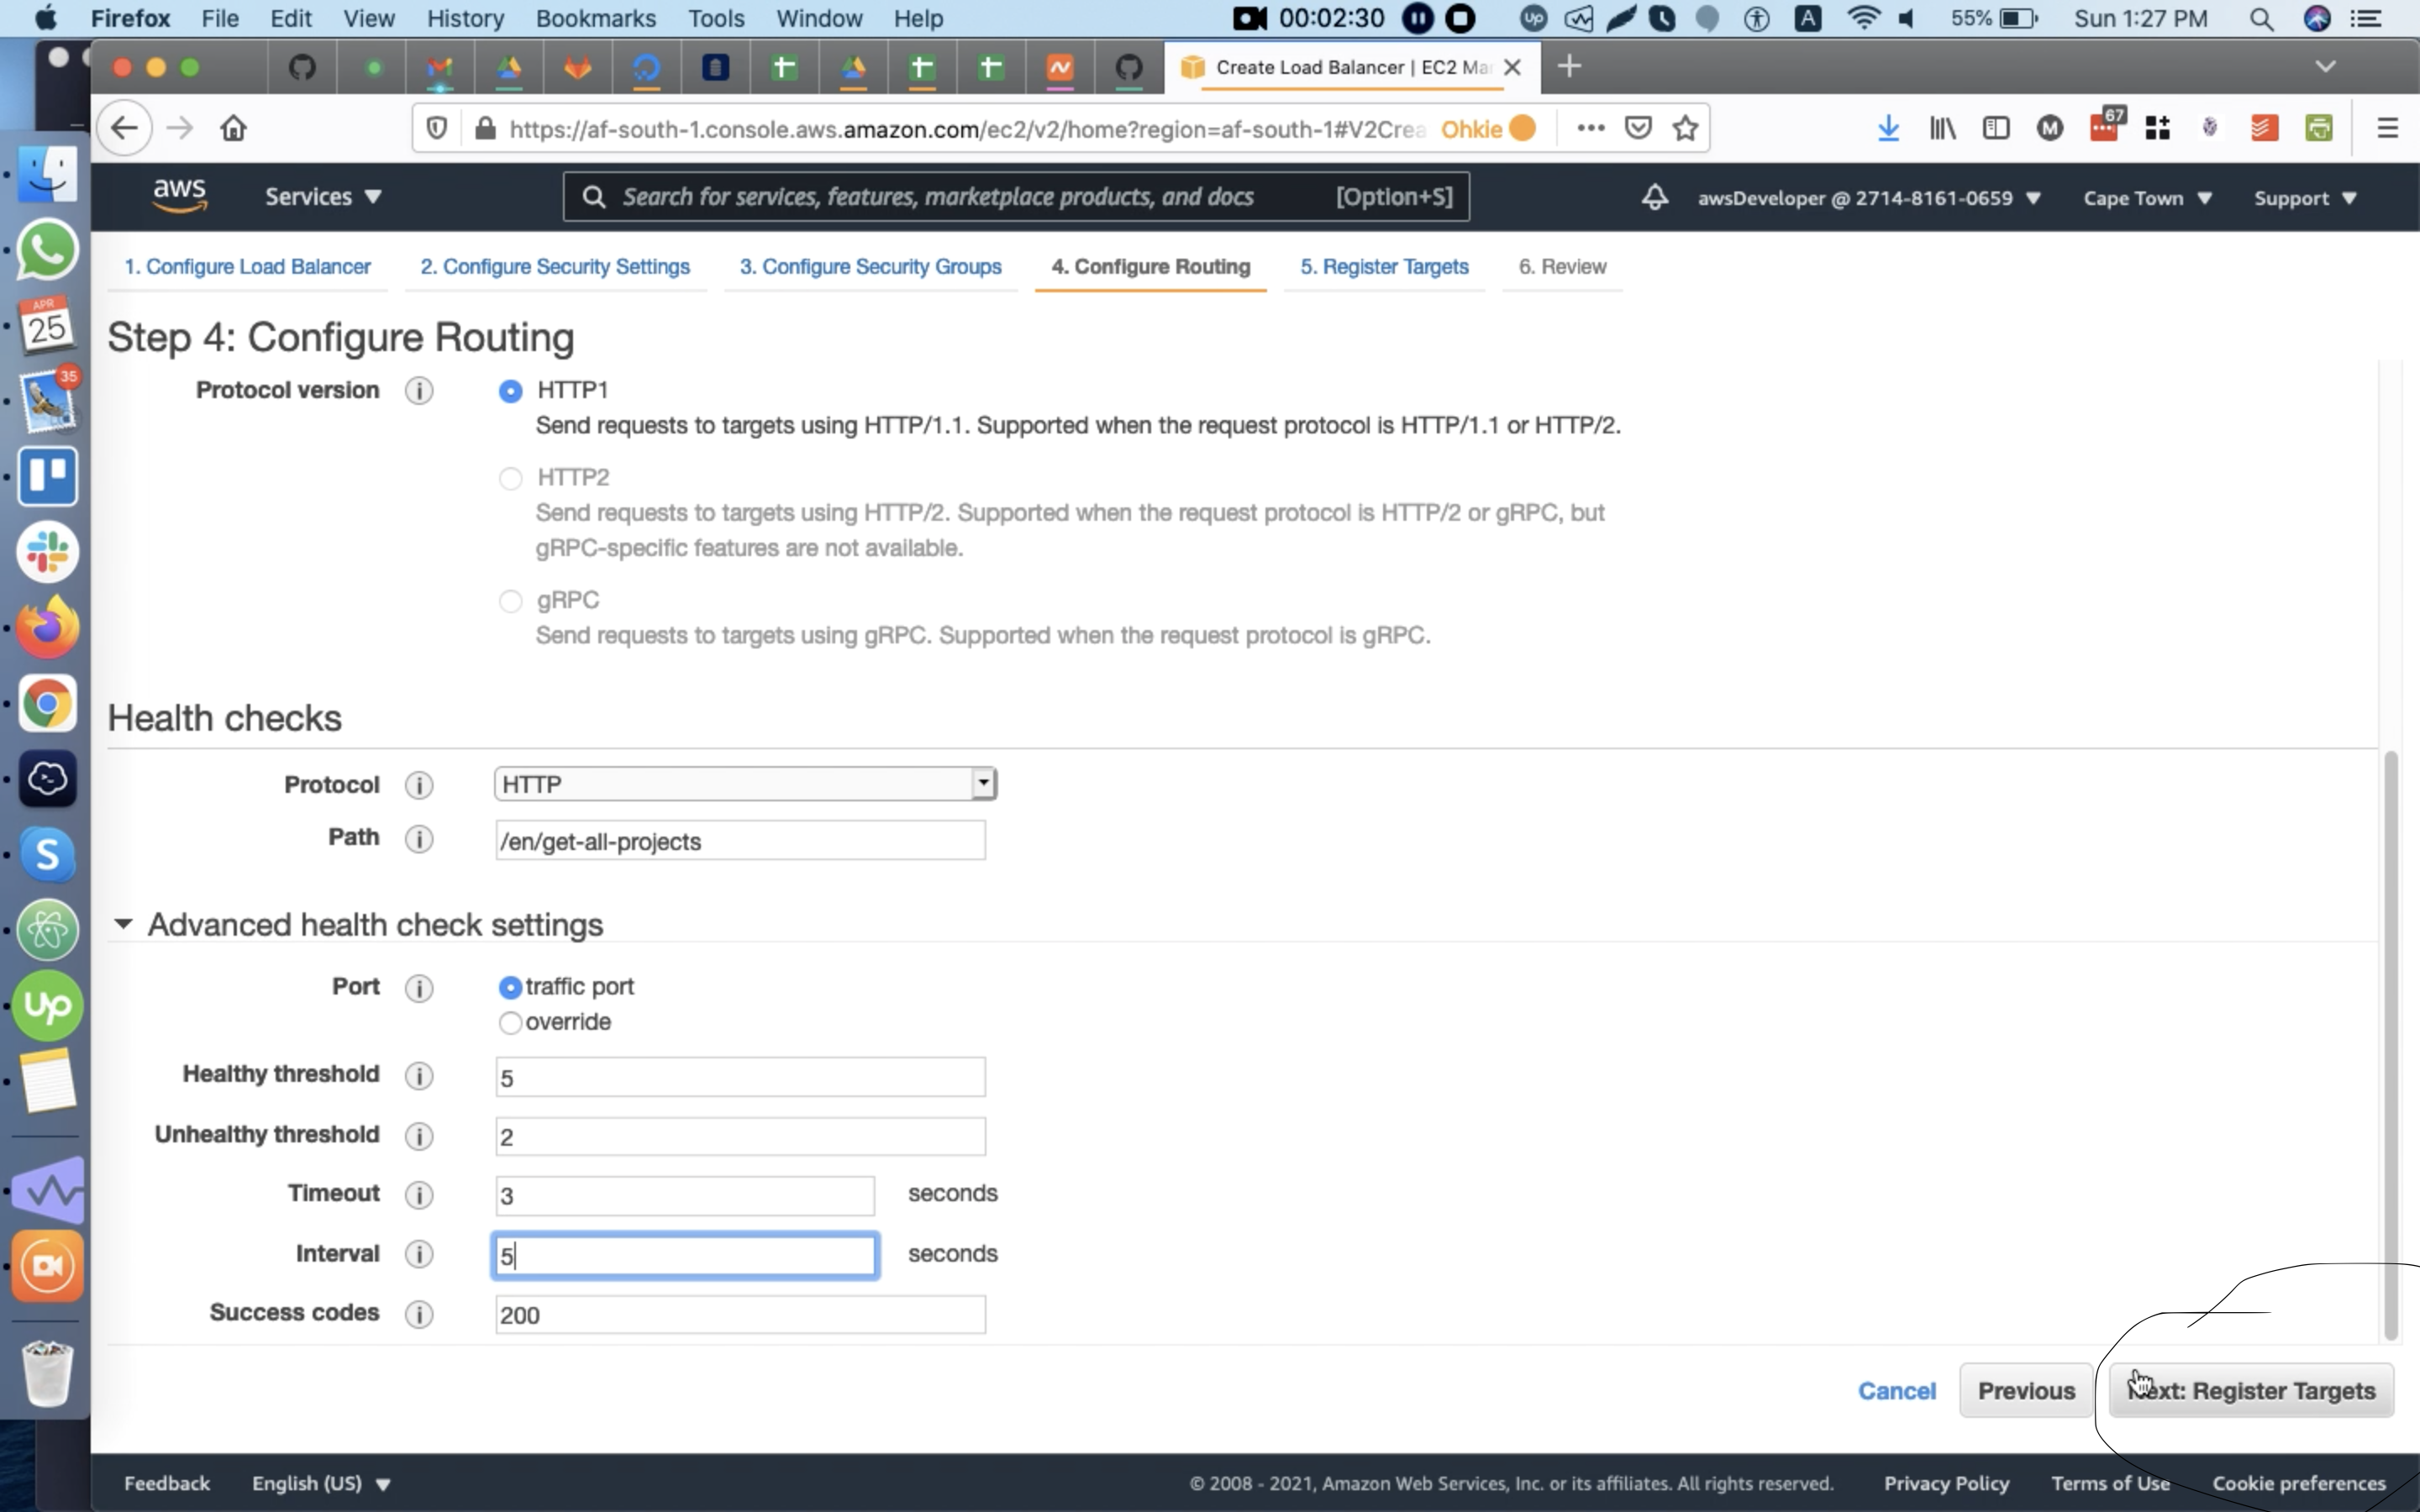 Firefox File Edit View History Bookmarks Tools Window Help 00:02:30 55% Sun 1:27 PM
Create Load Balancer | EC2 Ma
https://af-south-1.console.aws.amazon.com/ec2/v2/home?region=af-south-1#V2Crea Ohkie 67
aws Services Search for services, features, marketplace products, and docs [Option+S] awsDeveloper @ 2714-8161-0659 Cape Town Support
1. Configure Load Balancer 2. Configure Security Settings 3. Configure Security Groups 4. Configure Routing 5. Register Targets 6. Review
APR
25
35
Step 4: Configure Routing
Protocol version i HTTP1
Send requests to targets using HTTP/1.1. Supported when the request protocol is HTTP/1.1 or HTTP/2.
HTTP2
Send requests to targets using HTTP/2. Supported when the request protocol is HTTP/2 or gRPC, but
gRPC-specific features are not available.
gRPC
Send requests to targets using gRPC. Supported when the request protocol is gRPC.
Health checks
Protocol i HTTP
Path i /en/get-all-projects
Advanced health check settings
Port i traffic port
override
Healthy threshold i 5
Unhealthy threshold i 2
Timeout i 3 seconds
Interval i 5 seconds
Success codes i 200
Cancel Previous Next: Register Targets
Feedback English (US) © 2008 - 2021, Amazon Web Services, Inc. or its affiliates. All rights reserved. Privacy Policy Terms of Use Cookie preferences